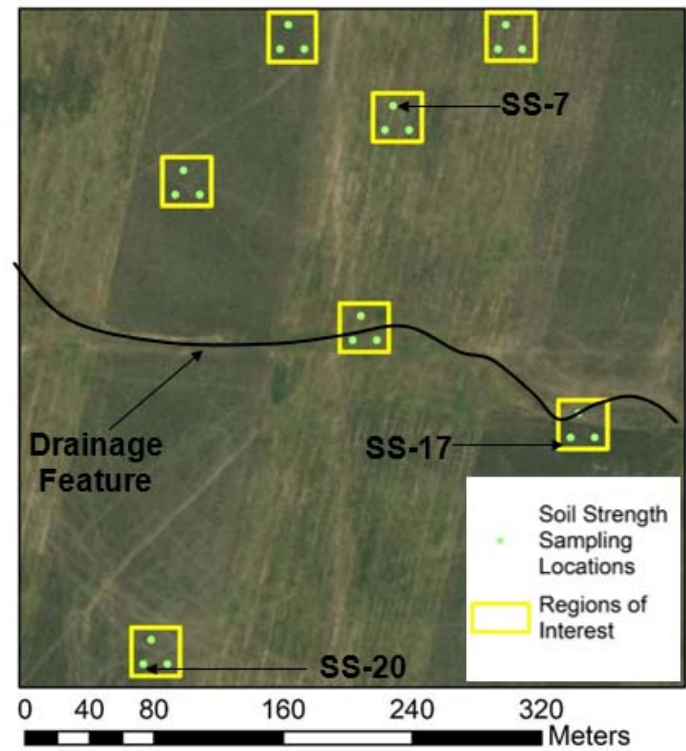 SS-7
Drainage
Feature
SS-17
Soil Strength
Sampling
Locations
Regions of
Interest
SS-20
0 40 80 160 240 320
Meters